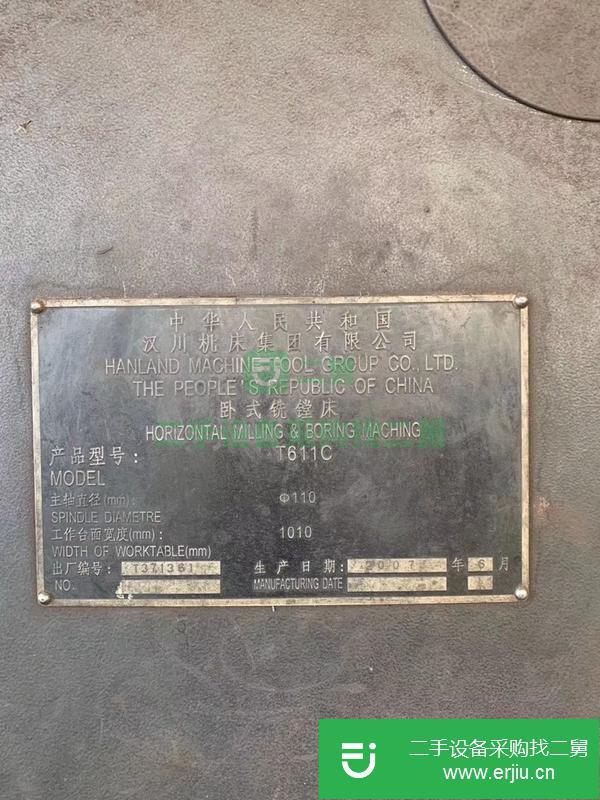 中华人民共和国
汉川机床集团有限公司
HANLAND MACHINE TOOL GROUP CO., LTD.
THE PEOPLE'S REPUBLIC OF CHINA
卧式铣镗床
HORIZONTAL MILLING & BORING MACHING
产品型号: T611C
MODEL
主轴直径(mm): Φ110
SPINDLE DIAMETRE
工作台面宽度(mm): 1010
WIDTH OF WORKTABLE(mm)
出厂编号: T371361 生产日期: 2007 年 6 月
NO. MANUFACTURING DATE
二手设备采购找二舅
www.erjiu.cn